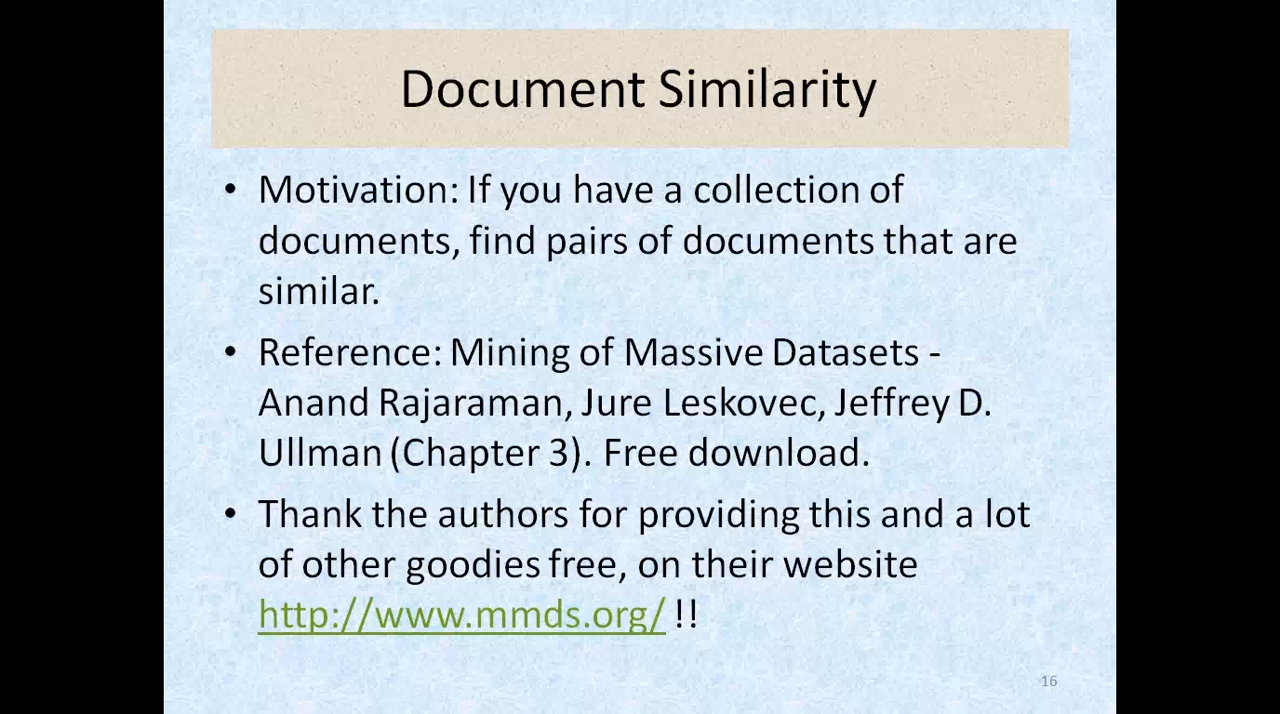 Document Similarity
• Motivation: If you have a collection of
documents, find pairs of documents that are
similar.
• Reference: Mining of Massive Datasets -
Anand Rajaraman, Jure Leskovec, Jeffrey D.
Ullman (Chapter 3). Free download.
• Thank the authors for providing this and a lot
of other goodies free, on their website
http://www.mmds.org/ !!
16